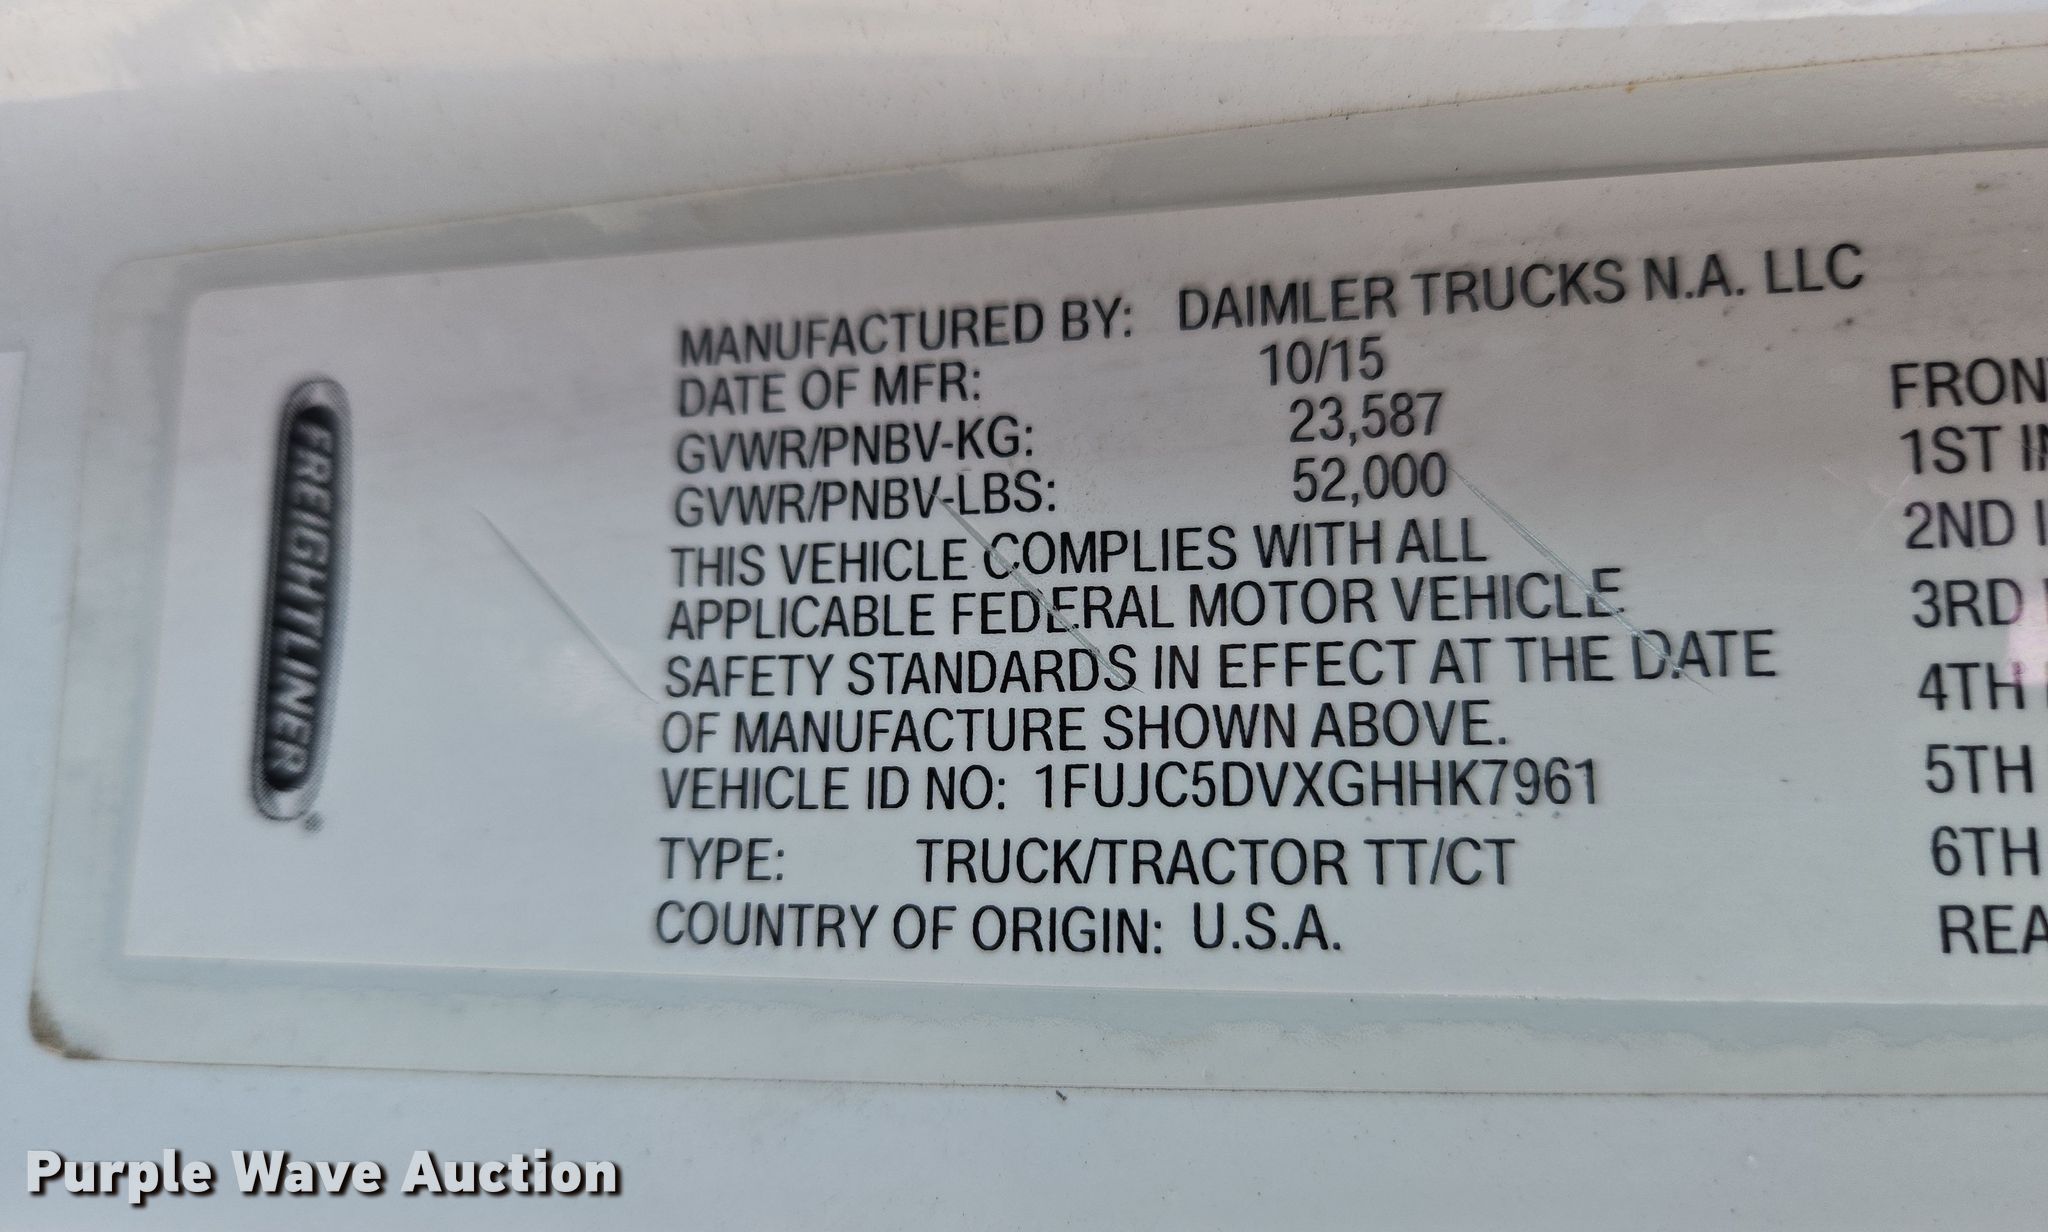 FREIGHTLINER®
MANUFACTURED BY: DAIMLER TRUCKS N.A. LLC
DATE OF MFR: 10/15
GVWR/PNBV-KG: 23,587
GVWR/PNBV-LBS: 52,000
THIS VEHICLE COMPLIES WITH ALL
APPLICABLE FEDERAL MOTOR VEHICLE
SAFETY STANDARDS IN EFFECT AT THE DATE
OF MANUFACTURE SHOWN ABOVE.
VEHICLE ID NO: 1FUJC5DVXGHHK7961
TYPE: TRUCK/TRACTOR TT/CT
COUNTRY OF ORIGIN: U.S.A.
FRON
1ST IN
2ND I
3RD
4TH
5TH
6TH
REA
Purple Wave Auction